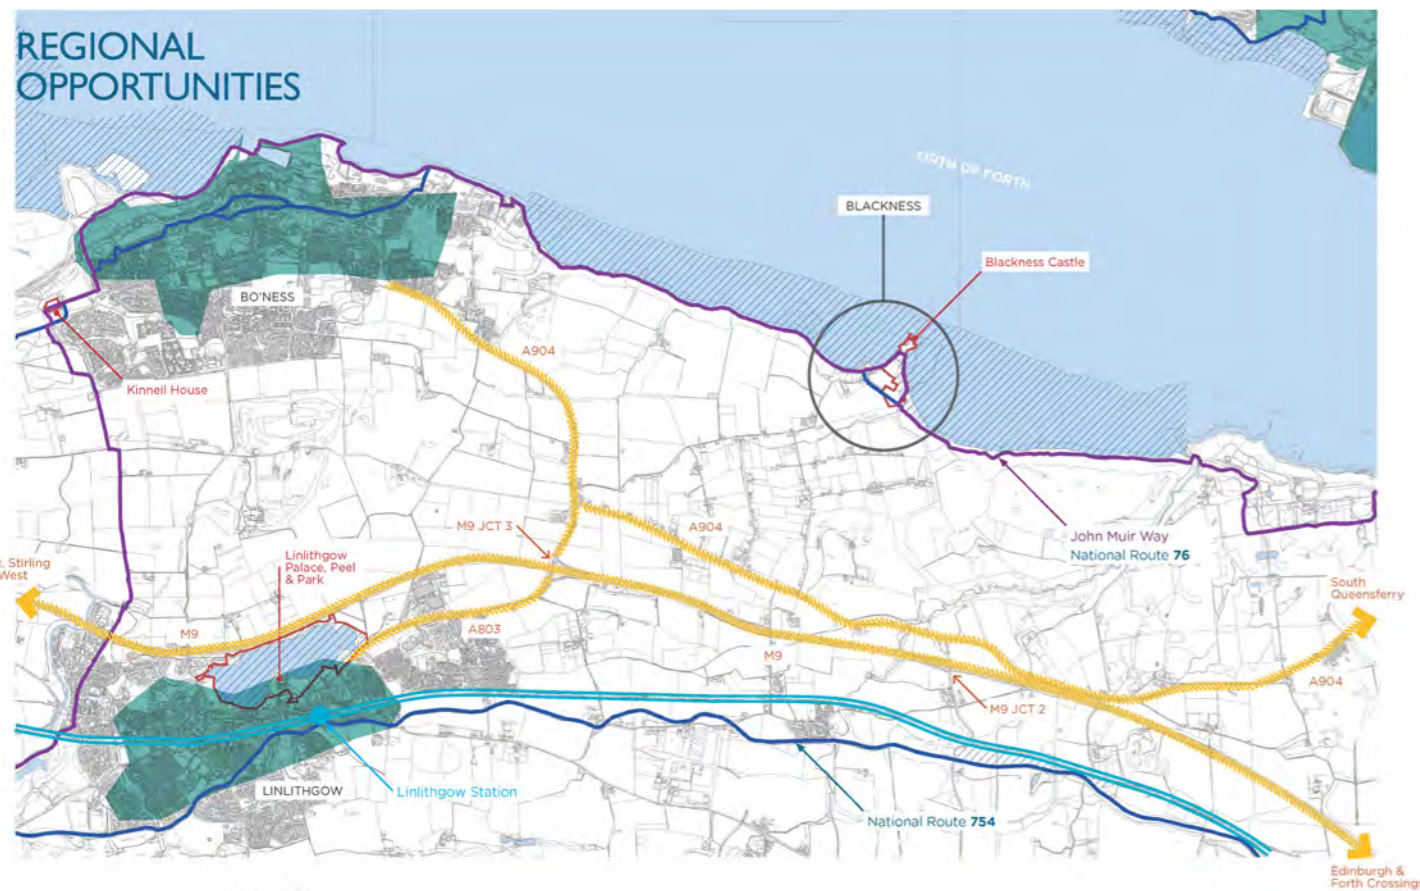 REGIONAL
OPPORTUNITIES
FIRTH OF FORTH
BLACKNESS
Blackness Castle
BO'NESS
A904
Kinneil House
M9 JCT 3
A904
John Muir Way
National Route 76
Linlithgow
Palace, Peel
& Park
, Stirling
West
South
Queensferry
M9
A803
M9
A904
M9 JCT 2
LINLITHGOW
Linlithgow Station
National Route 754
Edinburgh &
Forth Crossings